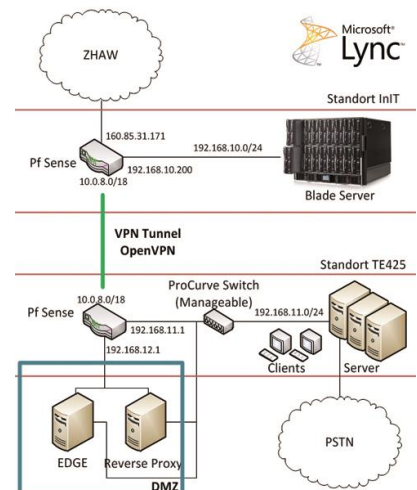 ZHAW
Microsoft®
Lync™
Standort InIT
160.85.31.171
192.168.10.0/24
Pf Sense
192.168.10.200
10.0.8.0/18
Blade Server
VPN Tunnel
OpenVPN
Standort TE425
ProCurve Switch
(Manageable)
10.0.8.0/18
Pf Sense
192.168.11.1
192.168.11.0/24
192.168.12.1
Clients
Server
EDGE
Reverse Proxy
DMZ
PSTN